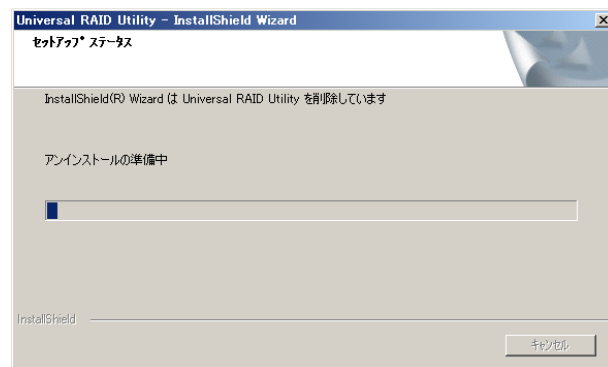 Universal RAID Utility - InstallShield Wizard
セットアップ ステータス
InstallShield(R) Wizard は Universal RAID Utility を削除しています
アンインストールの準備中
InstallShield
キャンセル